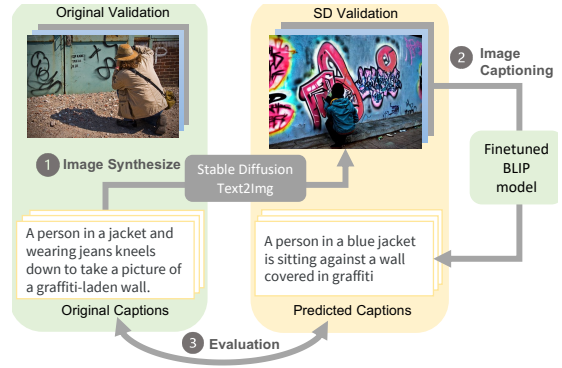 Original Validation
SD Validation
2 Image
Captioning
1 Image Synthesize
Stable Diffusion
Text2Img
Finetuned
BLIP
model
A person in a jacket and
wearing jeans kneels
down to take a picture of
a graffiti-laden wall.
A person in a blue jacket
is sitting against a wall
covered in graffiti
Original Captions
Predicted Captions
3 Evaluation